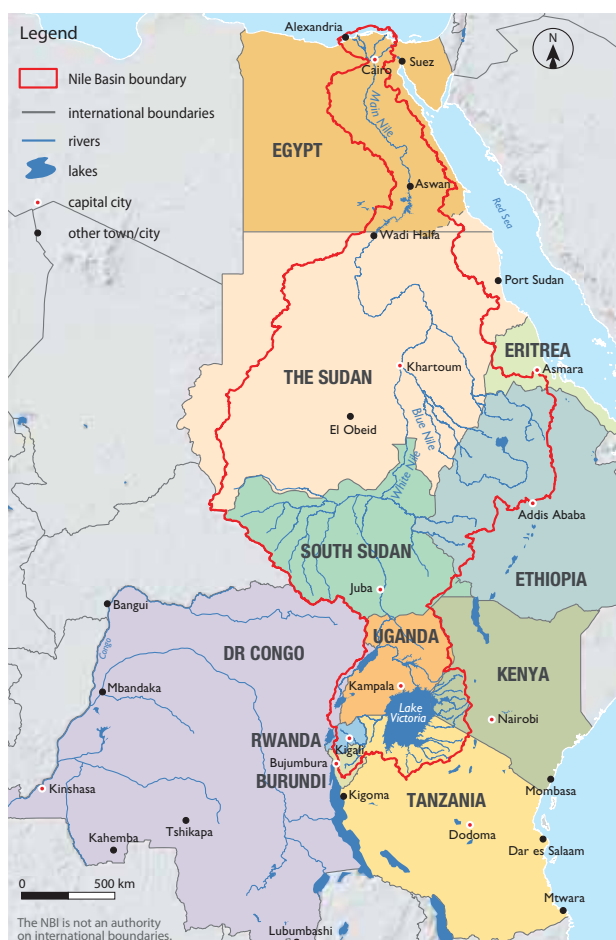 Legend
Nile Basin boundary
international boundaries
rivers
lakes
capital city
other town/city
N
Alexandria
Cairo
Suez
Main Nile
EGYPT
Aswan
Red Sea
Wadi Halfa
Port Sudan
ERITREA
Asmara
Khartoum
THE SUDAN
El Obeid
Blue Nile
White Nile
Addis Ababa
SOUTH SUDAN
ETHIOPIA
Juba
Bangui
UGANDA
DR CONGO
Congo
KENYA
Kampala
Mbandaka
Lake
Victoria
Nairobi
RWANDA
Kigali
Bujumbura
BURUNDI
Kinshasa
Kigoma
Mombasa
TANZANIA
Tshikapa
Dodoma
Kahemba
Dar es Salaam
0 500 km
Mtwara
The NBI is not an authority
on international boundaries.
Lubumbashi